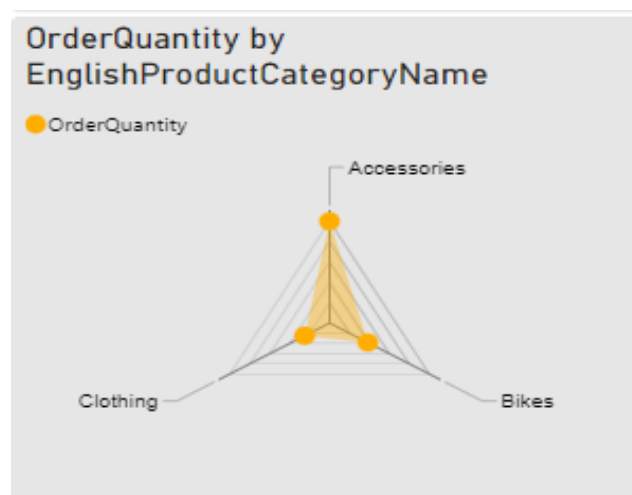 OrderQuantity by
EnglishProductCategoryName
OrderQuantity
Accessories
Clothing
Bikes